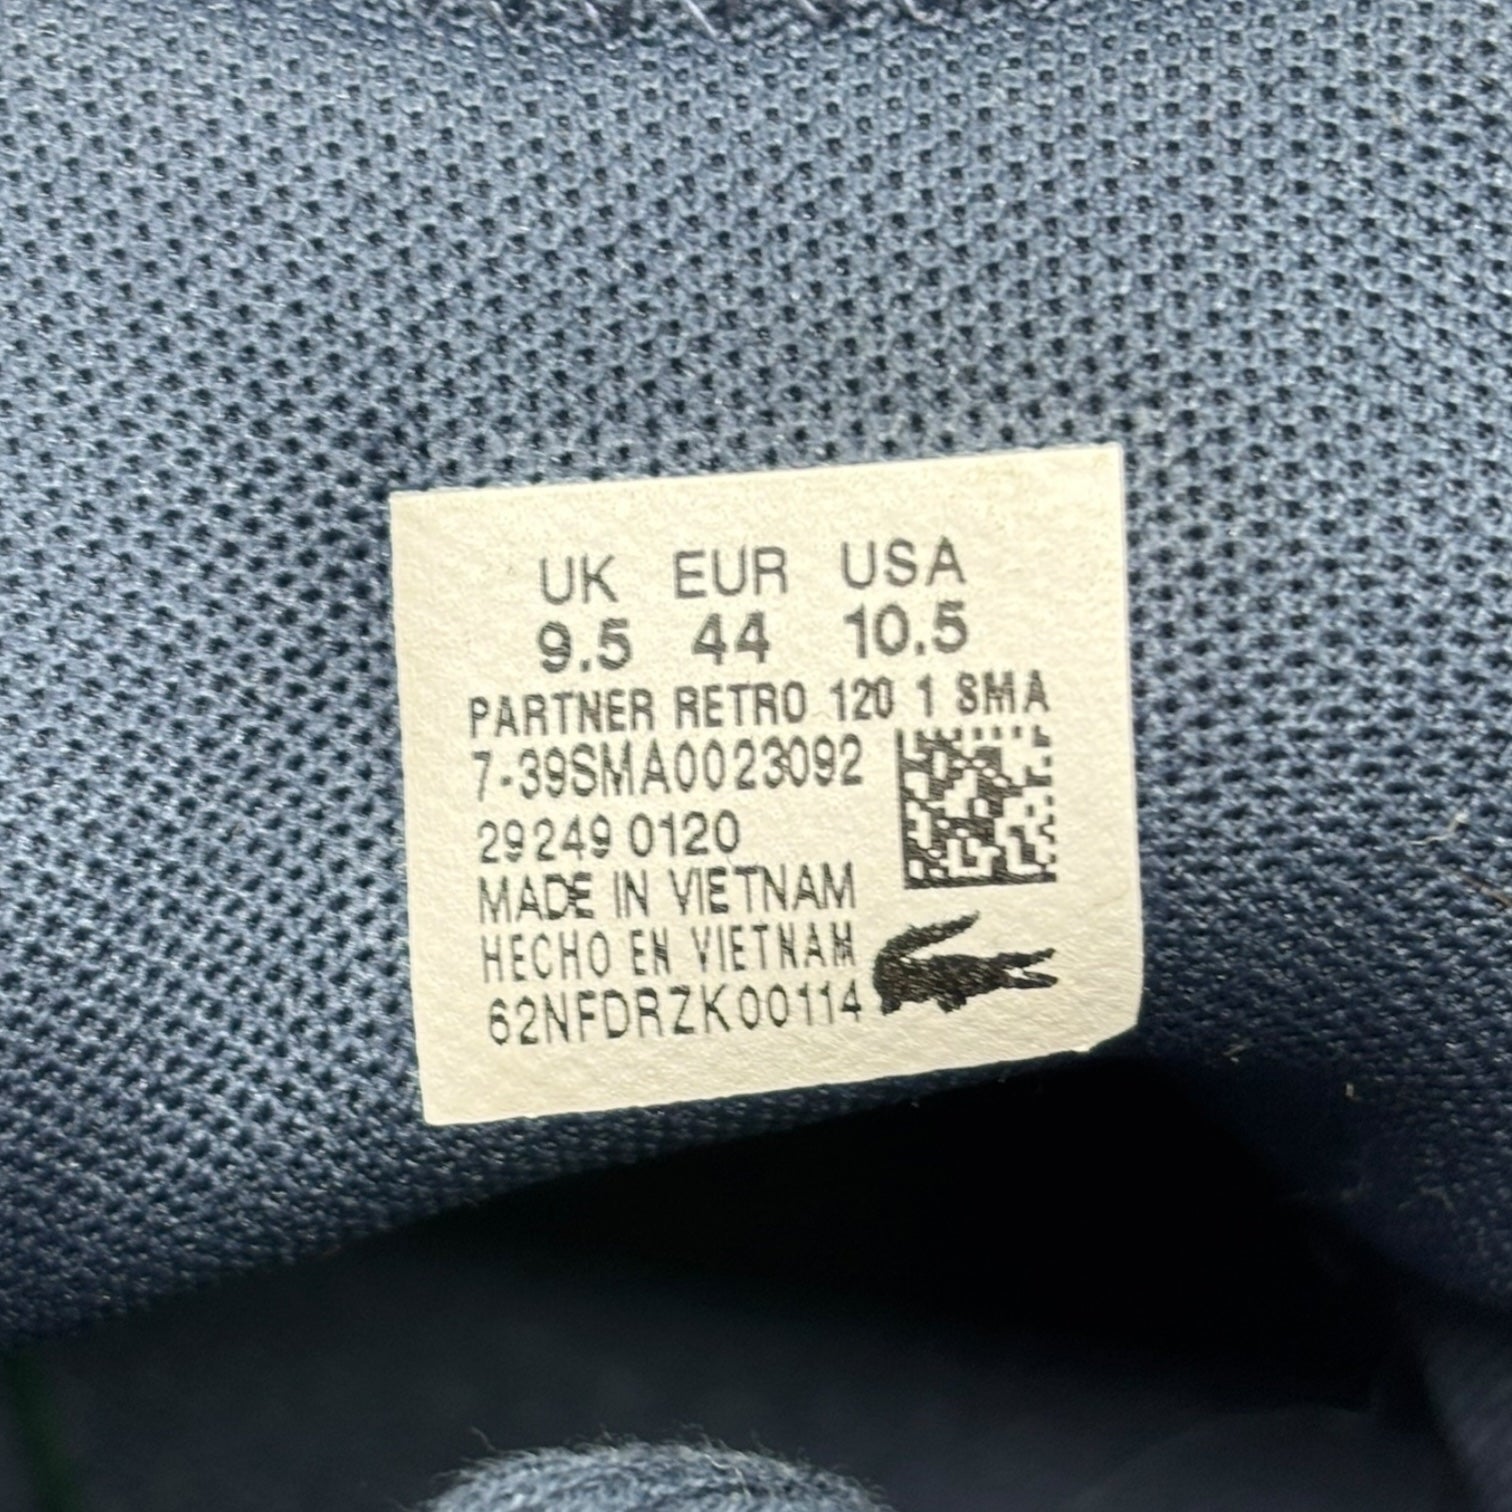 UK EUR USA
9.5 44 10.5
PARTNER RETRO 120 1 SMA
7-39SMA0023092
29249 0120
MADE IN VIETNAM
HECHO EN VIETNAM
62NFDRZK00114